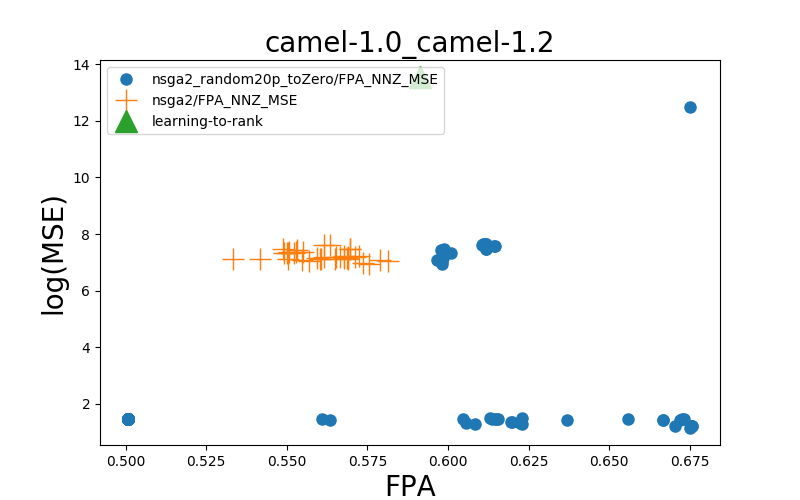 camel-1.0_camel-1.2
14
12
10
8
6
4
2
log(MSE)
nsga2_random20p_toZero/FPA_NNZ_MSE
nsga2/FPA_NNZ_MSE
learning-to-rank
0.500 0.525 0.550 0.575 0.600 0.625 0.650 0.675
FPA